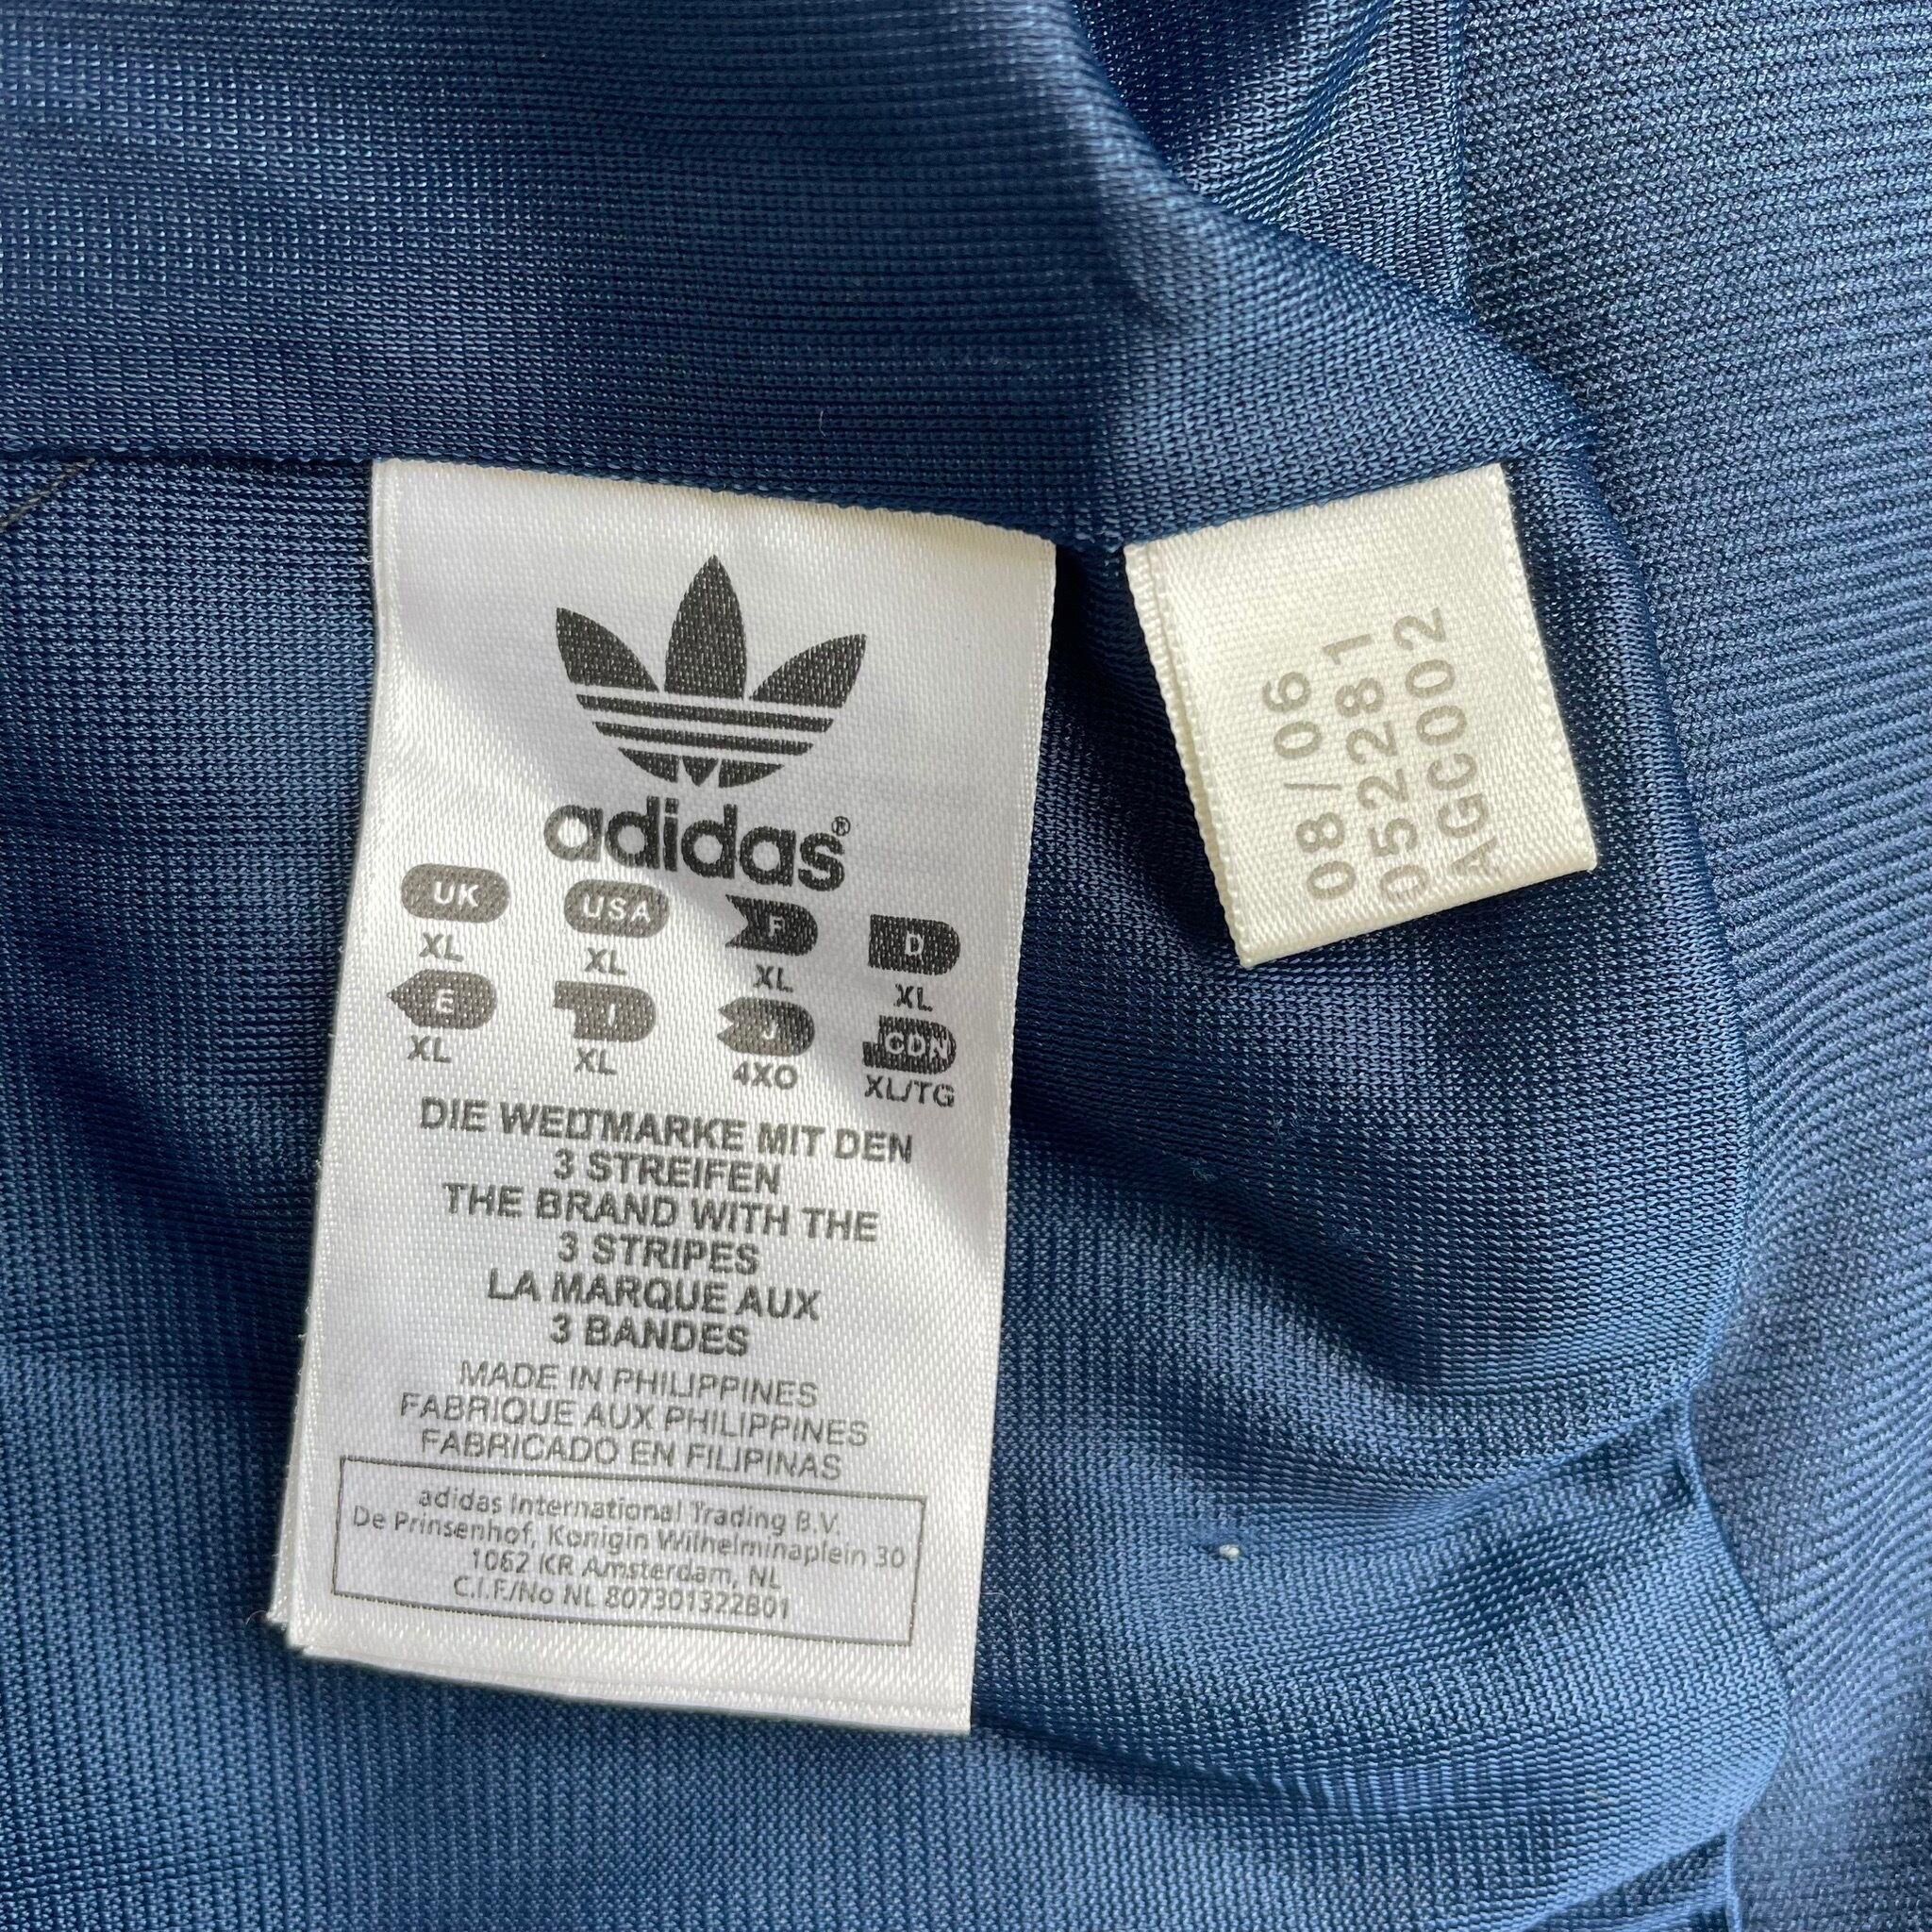 adidas®
UK USA F D
XL XL XL XL
E I J CDN
XL XL 4XO XL/TG
DIE WELTMARKE MIT DEN
3 STREIFEN
THE BRAND WITH THE
3 STRIPES
LA MARQUE AUX
3 BANDES
MADE IN PHILIPPINES
FABRIQUE AUX PHILIPPINES
FABRICADO EN FILIPINAS
adidas International Trading B.V.
De Prinsenhof, Konigin Wilhelminaplein 30
1062 KR Amsterdam, NL
C.I.F./No NL 807301322B01
08/06
052281
AGC002